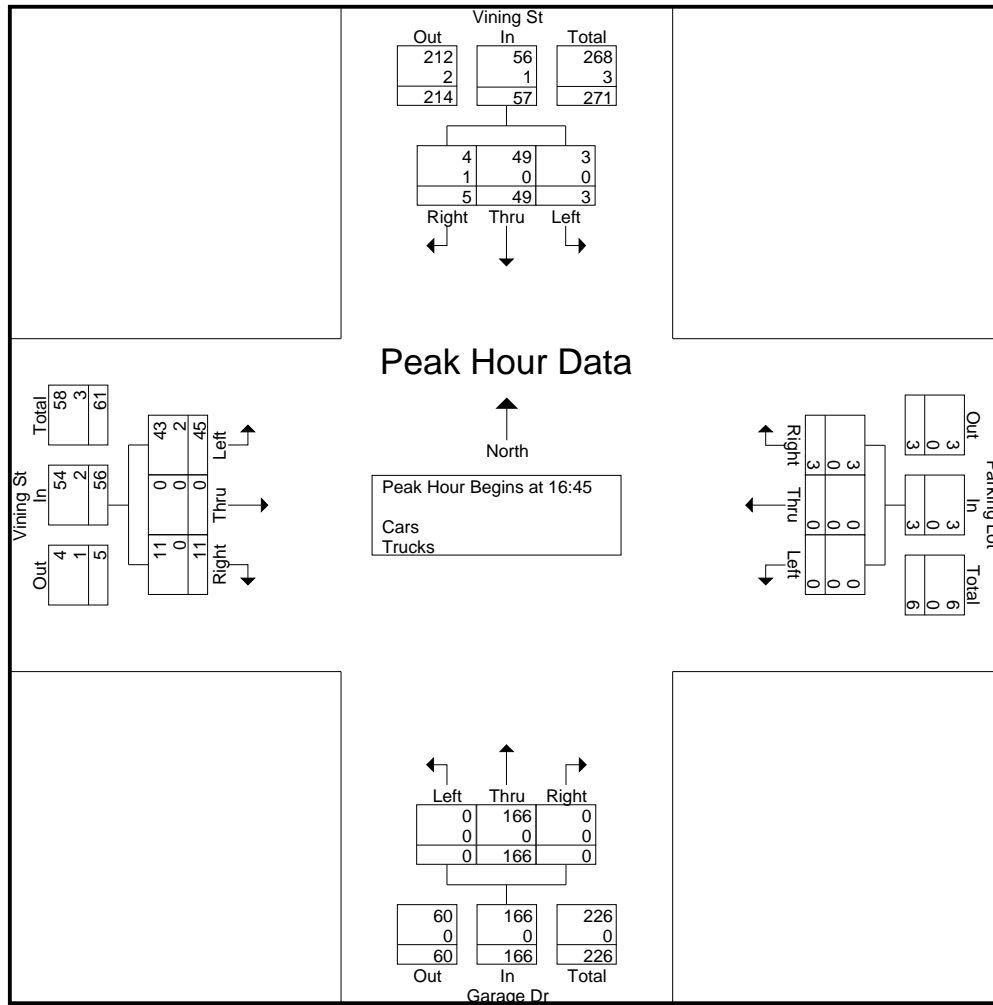 Vining St
Out In Total
212 56 268
2 1 3
214 57 271
4 49 3
1 0 0
5 49 3
Right Thru Left
Peak Hour Data
North
Peak Hour Begins at 16:45
Cars
Trucks
Vining St
Total In Out
58 54 4
3 2 1
61 56 5
43 0 11
2 0 0
45 0 11
Left Thru Right
Right Thru Left
3 0 0
0 0 0
3 0 0
Out In Total
3 3 6
0 0 0
3 3 6
Parking Lot
Left Thru Right
0 166 0
0 0 0
0 166 0
60 166 226
0 0 0
60 166 226
Out In Total
Garage Dr